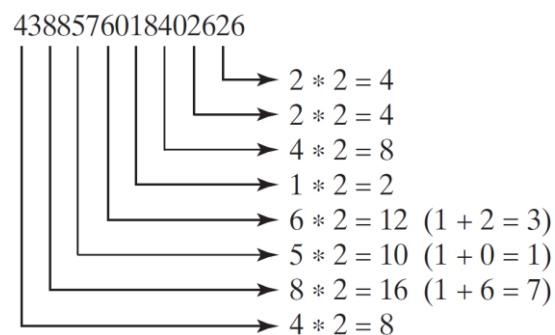 4388576018402626
2 * 2 = 4
2 * 2 = 4
4 * 2 = 8
1 * 2 = 2
6 * 2 = 12 (1 + 2 = 3)
5 * 2 = 10 (1 + 0 = 1)
8 * 2 = 16 (1 + 6 = 7)
4 * 2 = 8